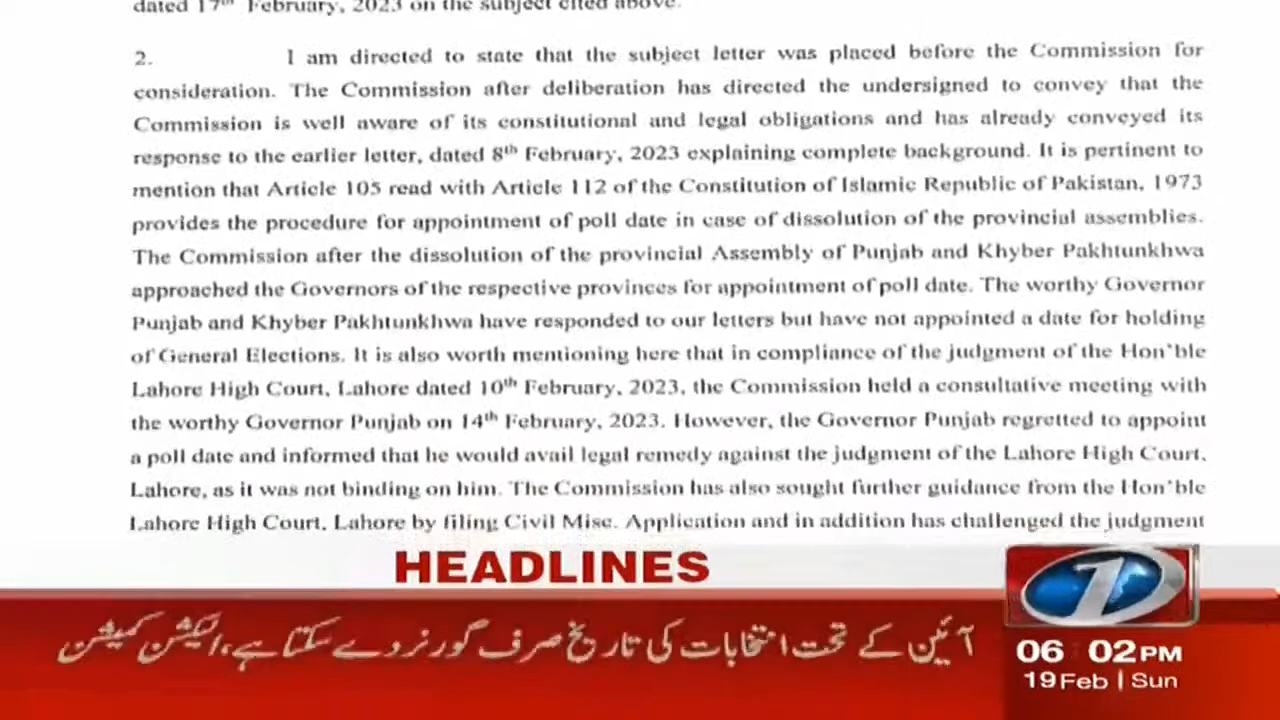 dated 17th February, 2023 on the subject cited above.
2. I am directed to state that the subject letter was placed before the Commission for
consideration. The Commission after deliberation has directed the undersigned to convey that the
Commission is well aware of its constitutional and legal obligations and has already conveyed its
response to the earlier letter, dated 8th February, 2023 explaining complete background. It is pertinent to
mention that Article 105 read with Article 112 of the Constitution of Islamic Republic of Pakistan, 1973
provides the procedure for appointment of poll date in case of dissolution of the provincial assemblies.
The Commission after the dissolution of the provincial Assembly of Punjab and Khyber Pakhtunkhwa
approached the Governors of the respective provinces for appointment of poll date. The worthy Governor
Punjab and Khyber Pakhtunkhwa have responded to our letters but have not appointed a date for holding
of General Elections. It is also worth mentioning here that in compliance of the judgment of the Hon'ble
Lahore High Court, Lahore dated 10th February, 2023, the Commission held a consultative meeting with
the worthy Governor Punjab on 14th February, 2023. However, the Governor Punjab regretted to appoint
a poll date and informed that he would avail legal remedy against the judgment of the Lahore High Court,
Lahore, as it was not binding on him. The Commission has also sought further guidance from the Hon'ble
Lahore High Court, Lahore by filing Civil Misc. Application and in addition has challenged the judgment
HEADLINES
1
آئین کے تحت انتخابات کی تاریخ صرف گورنر دے سکتا ہے، الیکشن کمیشن
06 02 PM
19 Feb | Sun